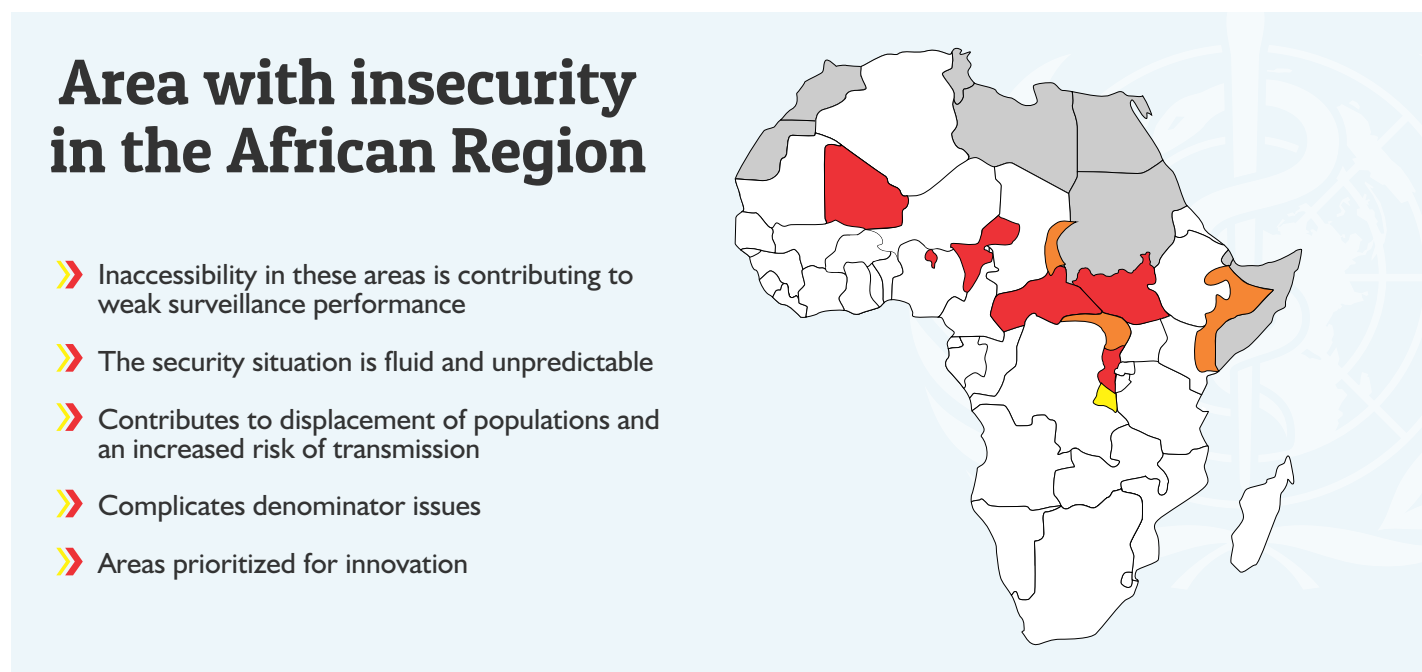 Area with insecurity
in the African Region
Inaccessibility in these areas is contributing to
weak surveillance performance
The security situation is fluid and unpredictable
Contributes to displacement of populations and
an increased risk of transmission
Complicates denominator issues
Areas prioritized for innovation